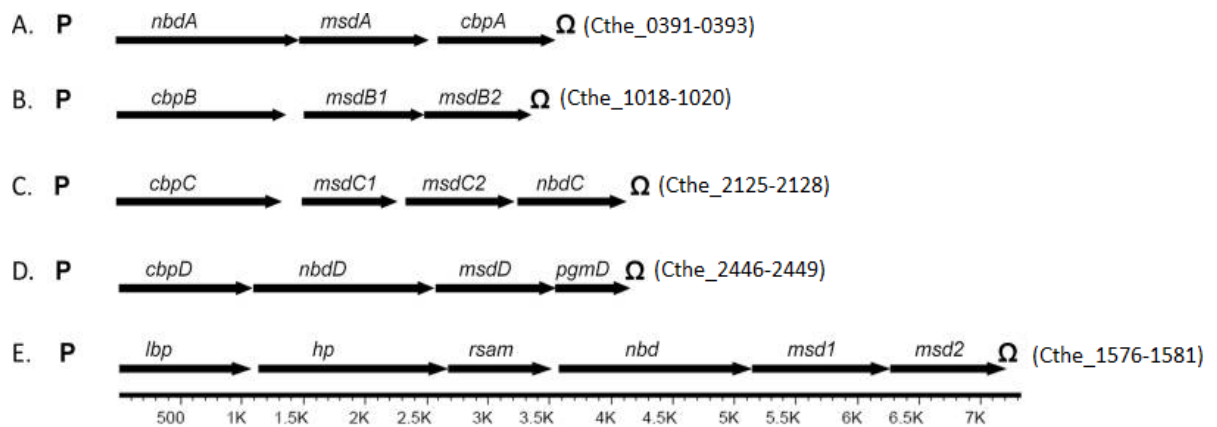 A. P nbdA msdA cbpA Ω (Cthe_0391-0393)
B. P cbpB msdB1 msdB2 Ω (Cthe_1018-1020)
C. P cbpC msdC1 msdC2 nbdC Ω (Cthe_2125-2128)
D. P cbpD nbdD msdD pgmD Ω (Cthe_2446-2449)
E. P lbp hp rsam nbd msd1 msd2 Ω (Cthe_1576-1581)
500 1K 1.5K 2K 2.5K 3K 3.5K 4K 4.5K 5K 5.5K 6K 6.5K 7K